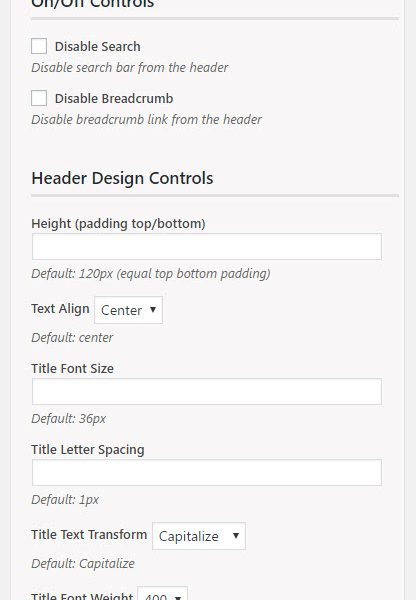 On/Off Controls
Disable Search
Disable search bar from the header
Disable Breadcrumb
Disable breadcrumb link from the header
Header Design Controls
Height (padding top/bottom)
Default: 120px (equal top bottom padding)
Text Align Center
Default: center
Title Font Size
Default: 36px
Title Letter Spacing
Default: 1px
Title Text Transform Capitalize
Default: Capitalize
Title Font Weight 400